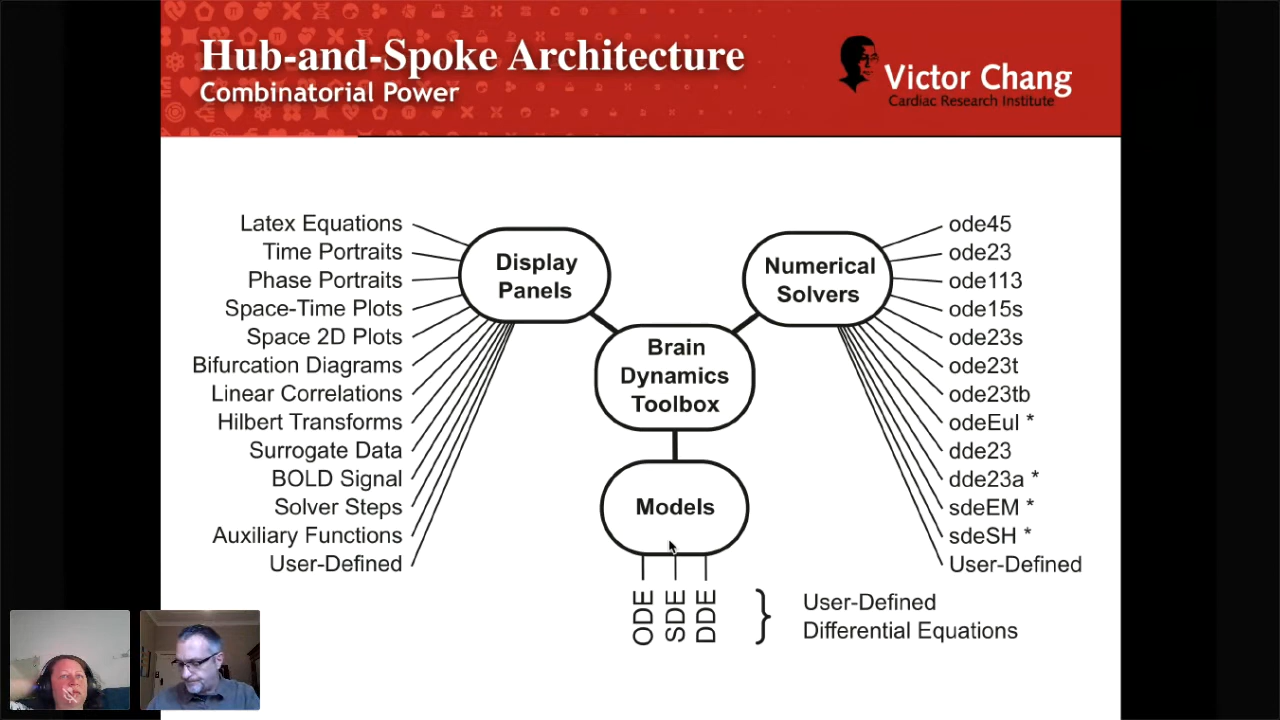 Hub-and-Spoke Architecture
Combinatorial Power
Victor Chang
Cardiac Research Institute
Latex Equations
Time Portraits
Phase Portraits
Space-Time Plots
Space 2D Plots
Bifurcation Diagrams
Linear Correlations
Hilbert Transforms
Surrogate Data
BOLD Signal
Solver Steps
Auxiliary Functions
User-Defined
Display
Panels
Brain
Dynamics
Toolbox
Models
ODE
SDE
DDE
}
User-Defined
Differential Equations
Numerical
Solvers
ode45
ode23
ode113
ode15s
ode23s
ode23t
ode23tb
odeEul *
dde23
dde23a *
sdeEM *
sdeSH *
User-Defined